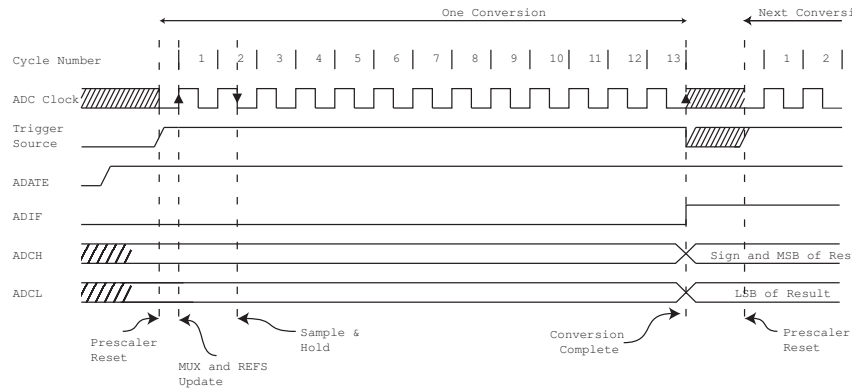 One Conversion
Next Conversi
Cycle Number 1 2 3 4 5 6 7 8 9 10 11 12 13 1 2
ADC Clock
Trigger
Source
ADATE
ADIF
ADCH
Sign and MSB of Res
ADCL
LSB of Result
Prescaler
Reset
MUX and REFS
Update
Sample &
Hold
Conversion
Complete
Prescaler
Reset